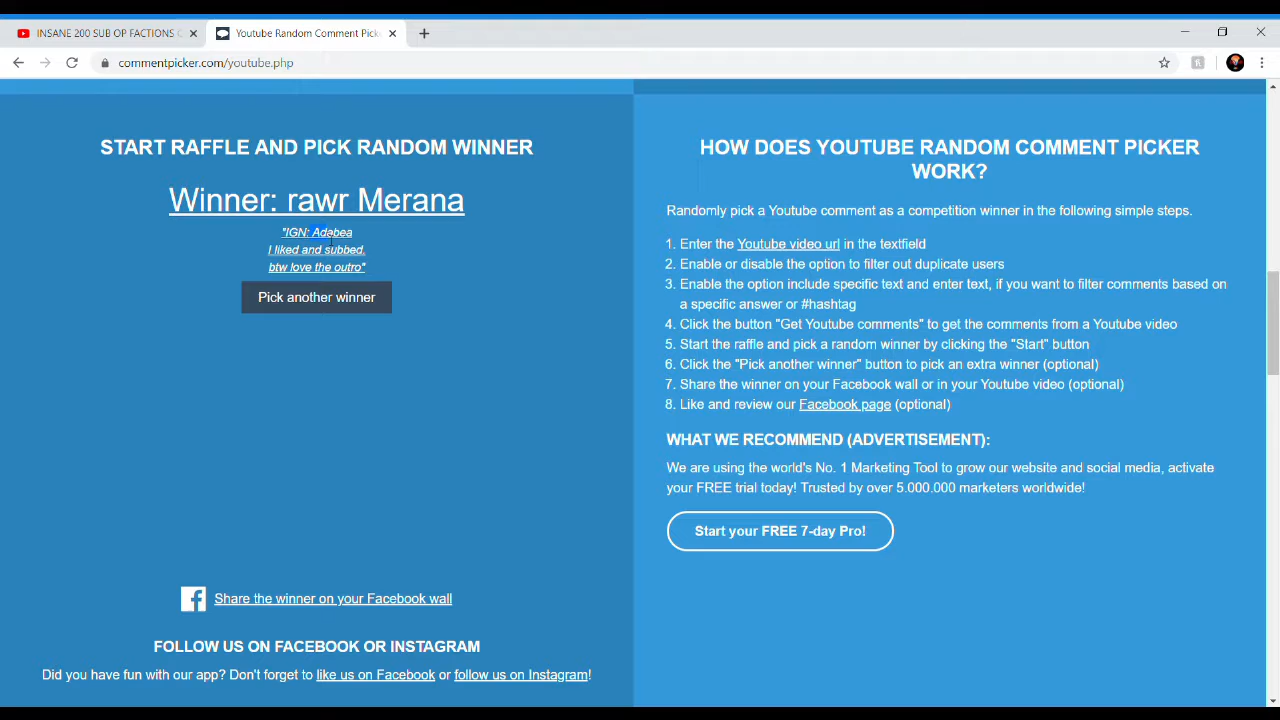 INSANE 200 SUB OP FACTIONS
Youtube Random Comment Pick
commentpicker.com/youtube.php
START RAFFLE AND PICK RANDOM WINNER
Winner: rawr Merana
"IGN: Adabea
I liked and subbed.
btw love the outro"
Pick another winner
Share the winner on your Facebook wall
FOLLOW US ON FACEBOOK OR INSTAGRAM
Did you have fun with our app? Don't forget to like us on Facebook or follow us on Instagram!
HOW DOES YOUTUBE RANDOM COMMENT PICKER
WORK?
Randomly pick a Youtube comment as a competition winner in the following simple steps.
1. Enter the Youtube video url in the textfield
2. Enable or disable the option to filter out duplicate users
3. Enable the option include specific text and enter text, if you want to filter comments based on
a specific answer or #hashtag
4. Click the button "Get Youtube comments" to get the comments from a Youtube video
5. Start the raffle and pick a random winner by clicking the "Start" button
6. Click the "Pick another winner" button to pick an extra winner (optional)
7. Share the winner on your Facebook wall or in your Youtube video (optional)
8. Like and review our Facebook page (optional)
WHAT WE RECOMMEND (ADVERTISEMENT):
We are using the world's No. 1 Marketing Tool to grow our website and social media, activate
your FREE trial today! Trusted by over 5.000.000 marketers worldwide!
Start your FREE 7-day Pro!